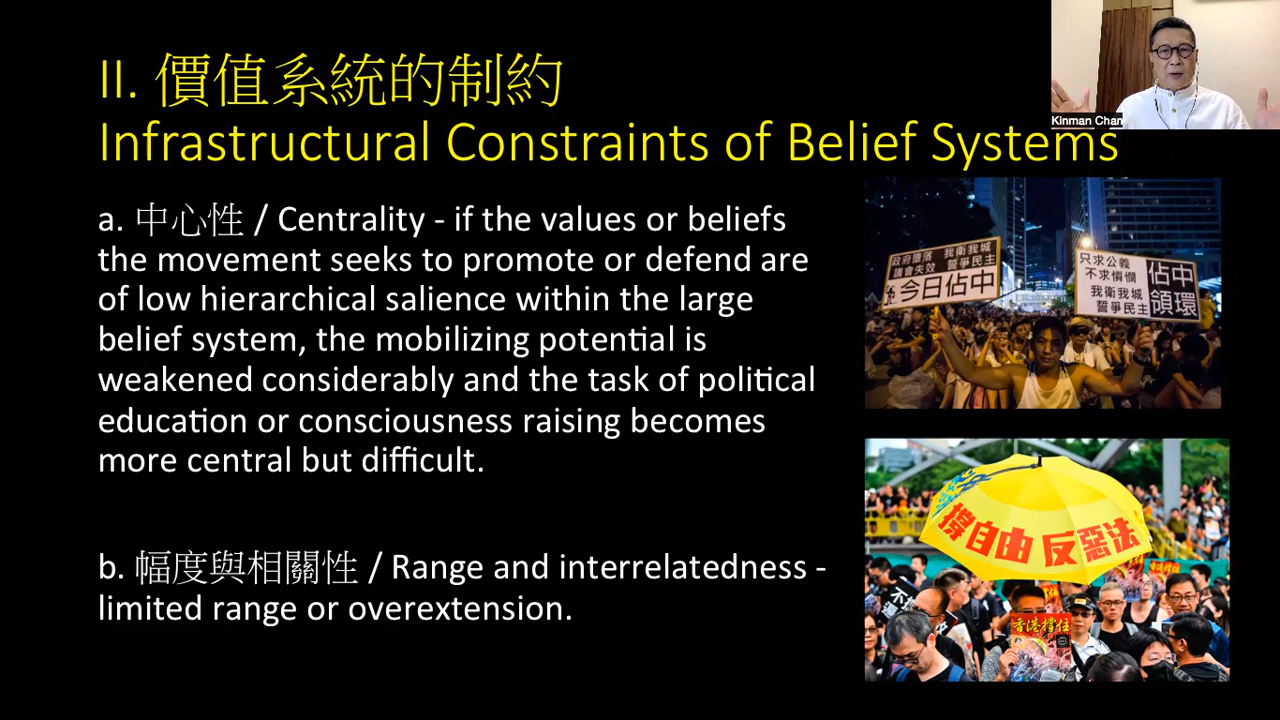 II. 價值系統的制約
Infrastructural Constraints of Belief Systems
Kinman Chan
a. 中心性 / Centrality - if the values or beliefs
the movement seeks to promote or defend are
of low hierarchical salience within the large
belief system, the mobilizing potential is
weakened considerably and the task of political
education or consciousness raising becomes
more central but difficult.
b. 幅度與相關性 / Range and interrelatedness -
limited range or overextension.
政府墮落 我衛我城
議會失效 誓爭民主
今日佔中
只求公義
不求憐憫
我衛我城
誓爭民主
佔中
領環
撐自由 反惡法
香港撐住